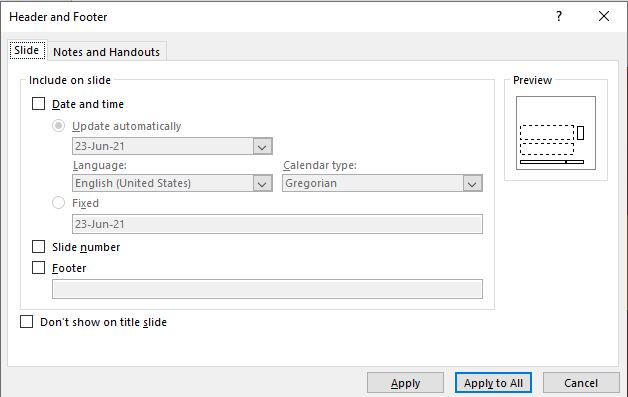 Header and Footer ?
Slide Notes and Handouts
Include on slide
Preview
Date and time
Update automatically
23-Jun-21
Language: Calendar type:
English (United States) Gregorian
Fixed
23-Jun-21
Slide number
Footer
Don't show on title slide
Apply Apply to All Cancel